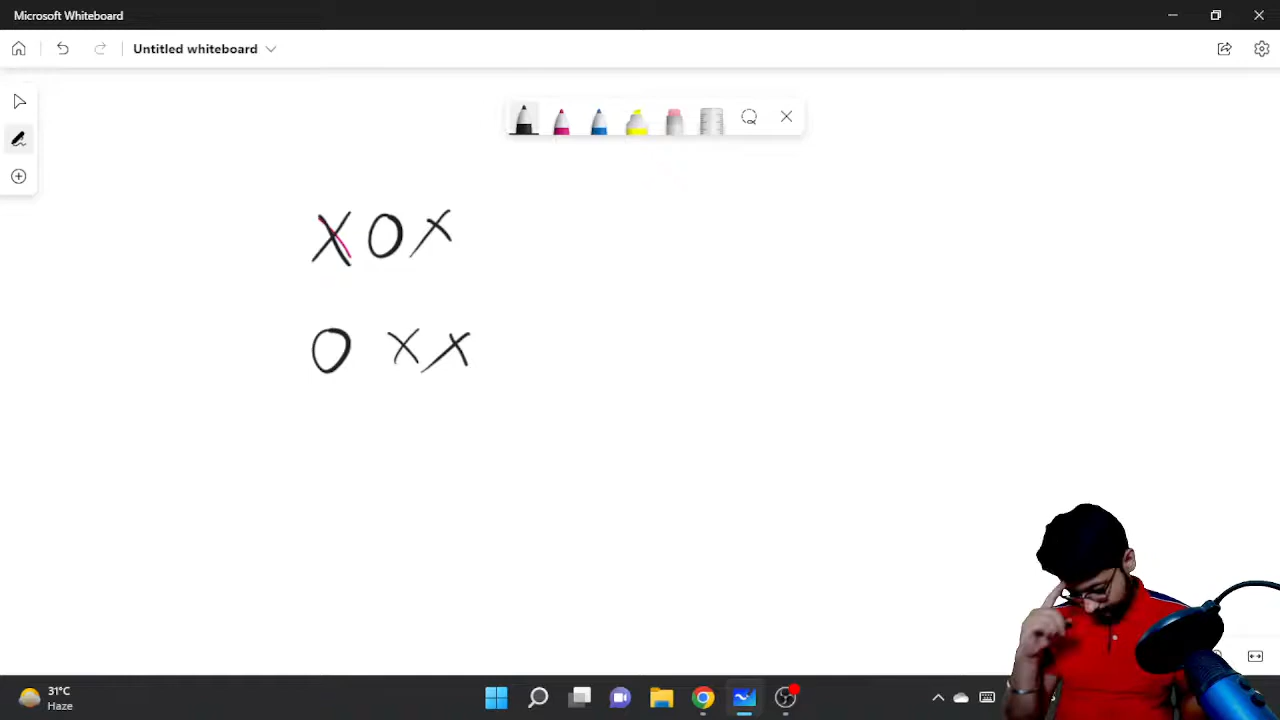 Microsoft Whiteboard
Untitled whiteboard
X O X
O X X
31°C
Haze